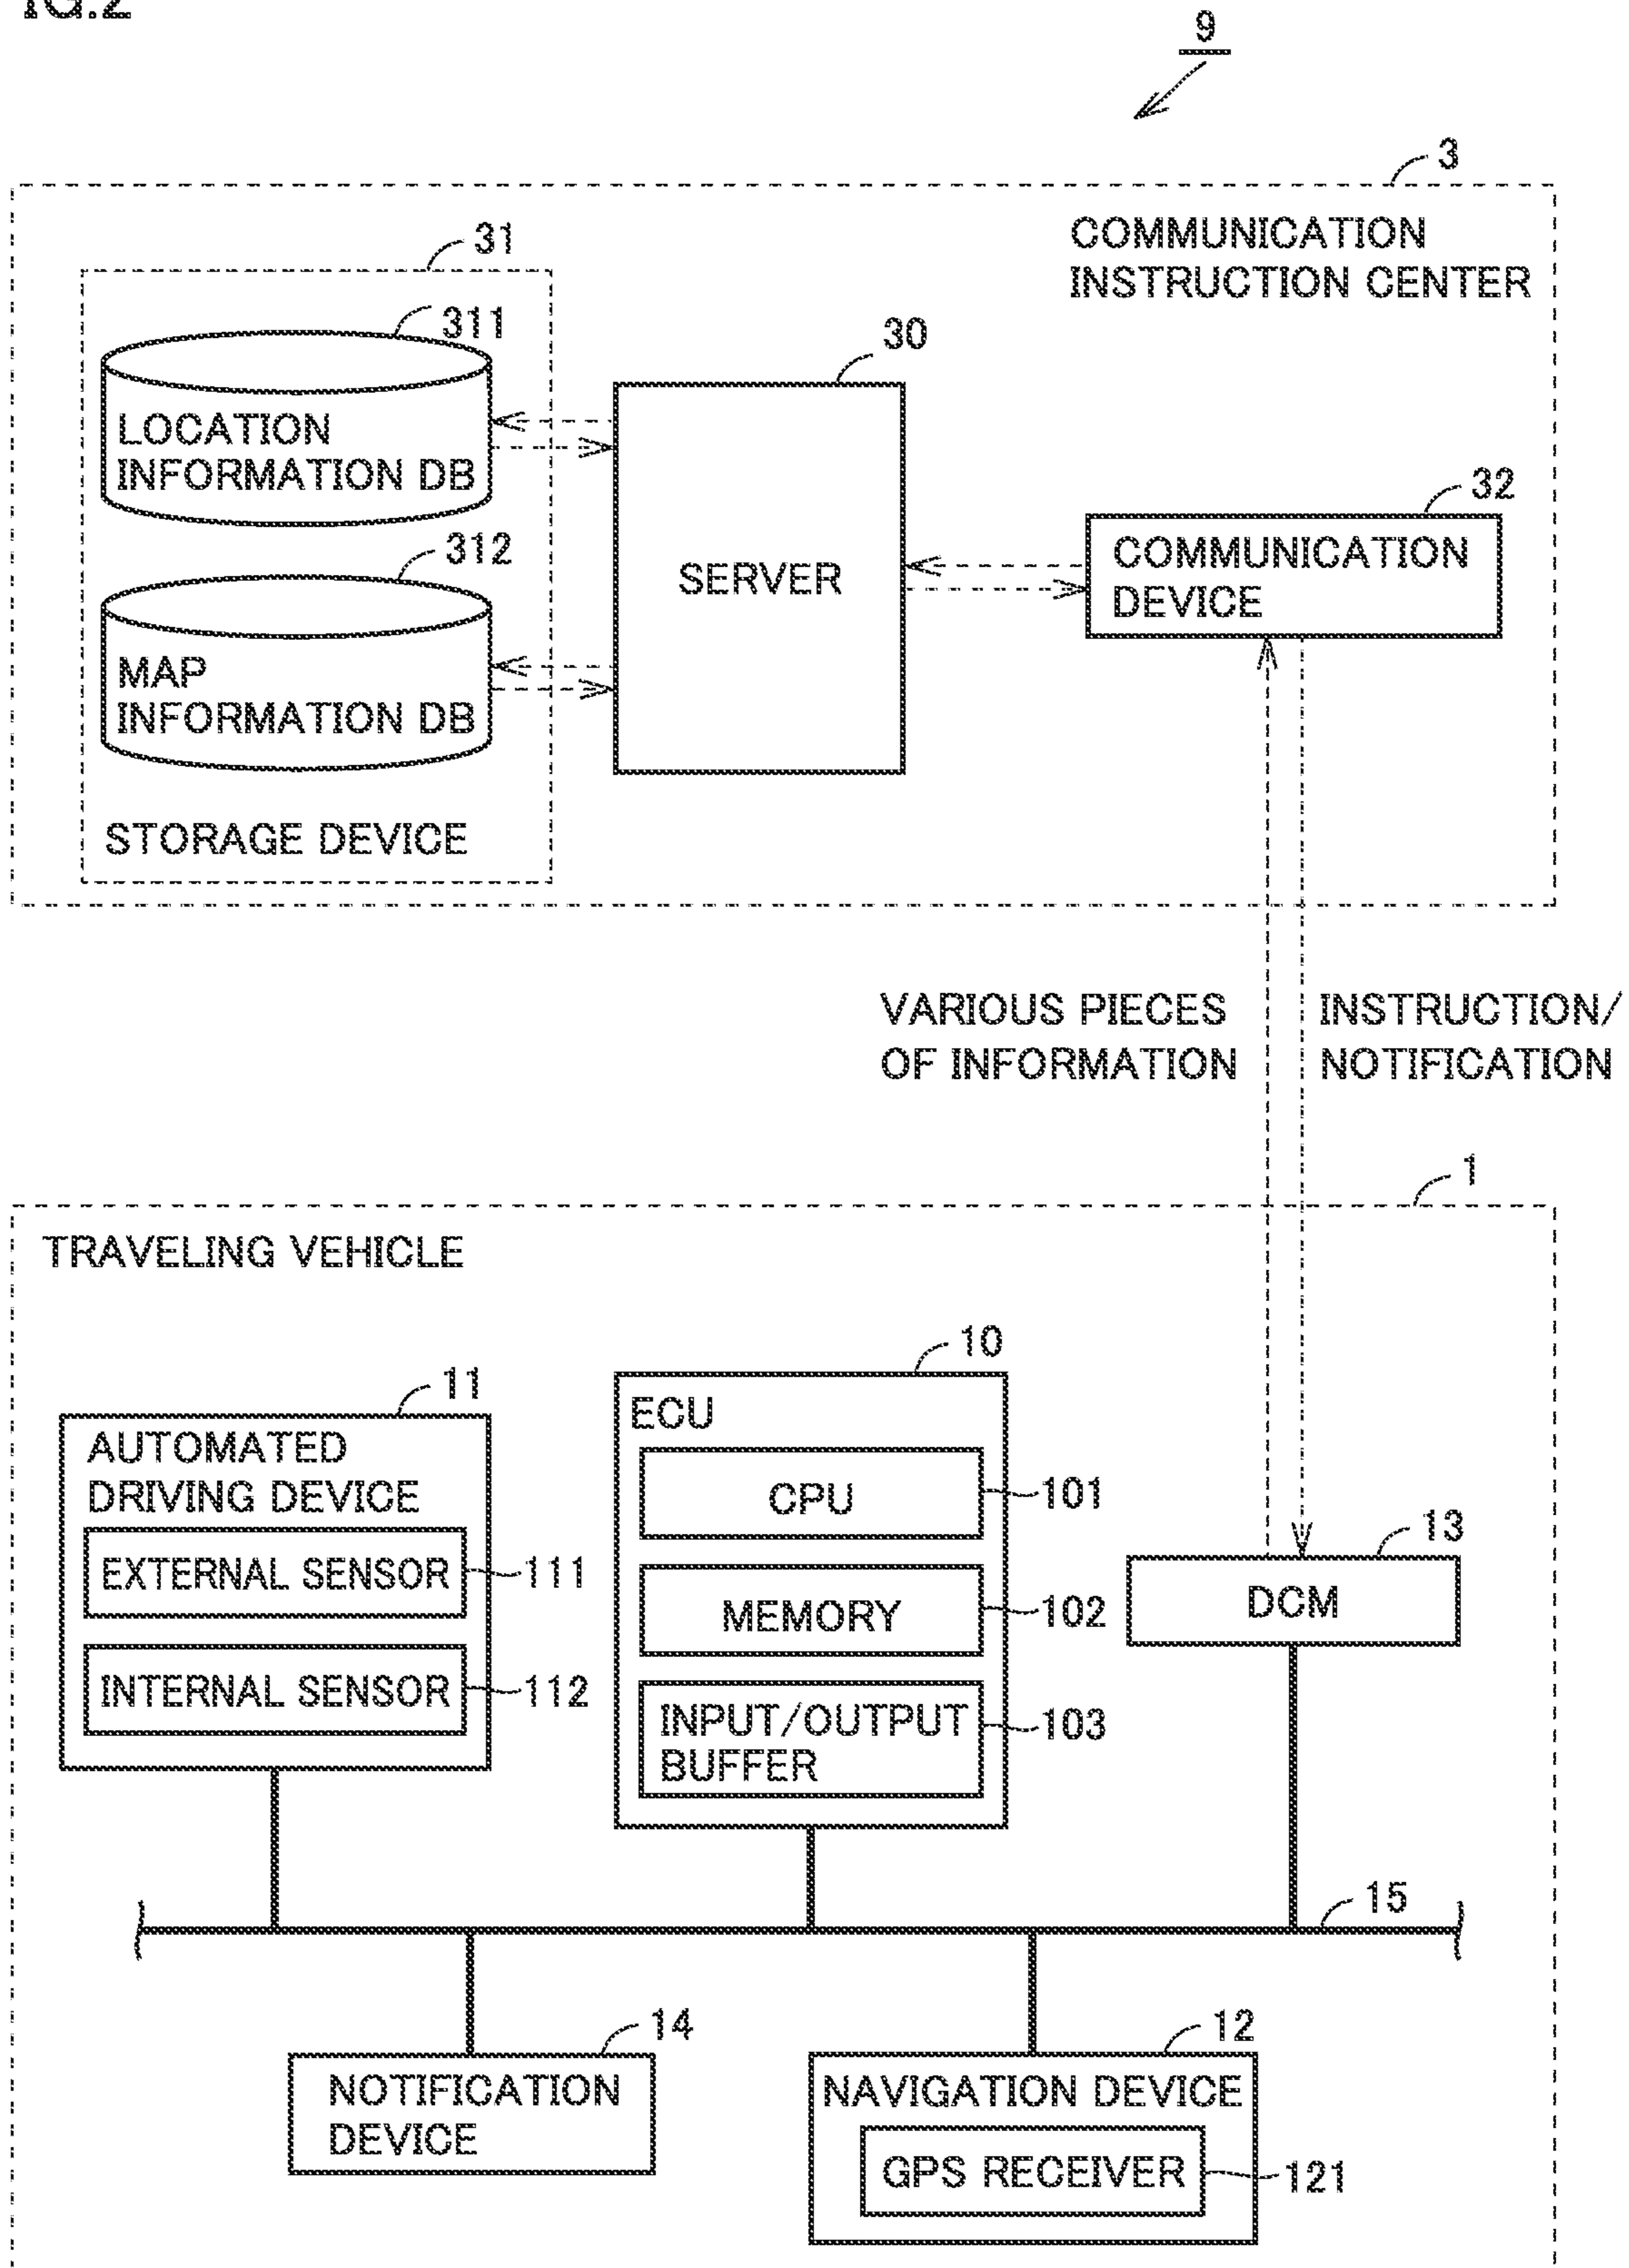 IG.2
9
3
COMMUNICATION
INSTRUCTION CENTER
31
311
30
LOCATION
INFORMATION DB
32
312
COMMUNICATION
DEVICE
SERVER
MAP
INFORMATION DB
STORAGE DEVICE
VARIOUS PIECES
OF INFORMATION
INSTRUCTION/
NOTIFICATION
1
TRAVELING VEHICLE
11
AUTOMATED
DRIVING DEVICE
EXTERNAL SENSOR
111
INTERNAL SENSOR
112
10
ECU
CPU
101
MEMORY
102
INPUT/OUTPUT
BUFFER
103
13
DCM
15
14
NOTIFICATION
DEVICE
12
NAVIGATION DEVICE
GPS RECEIVER
121